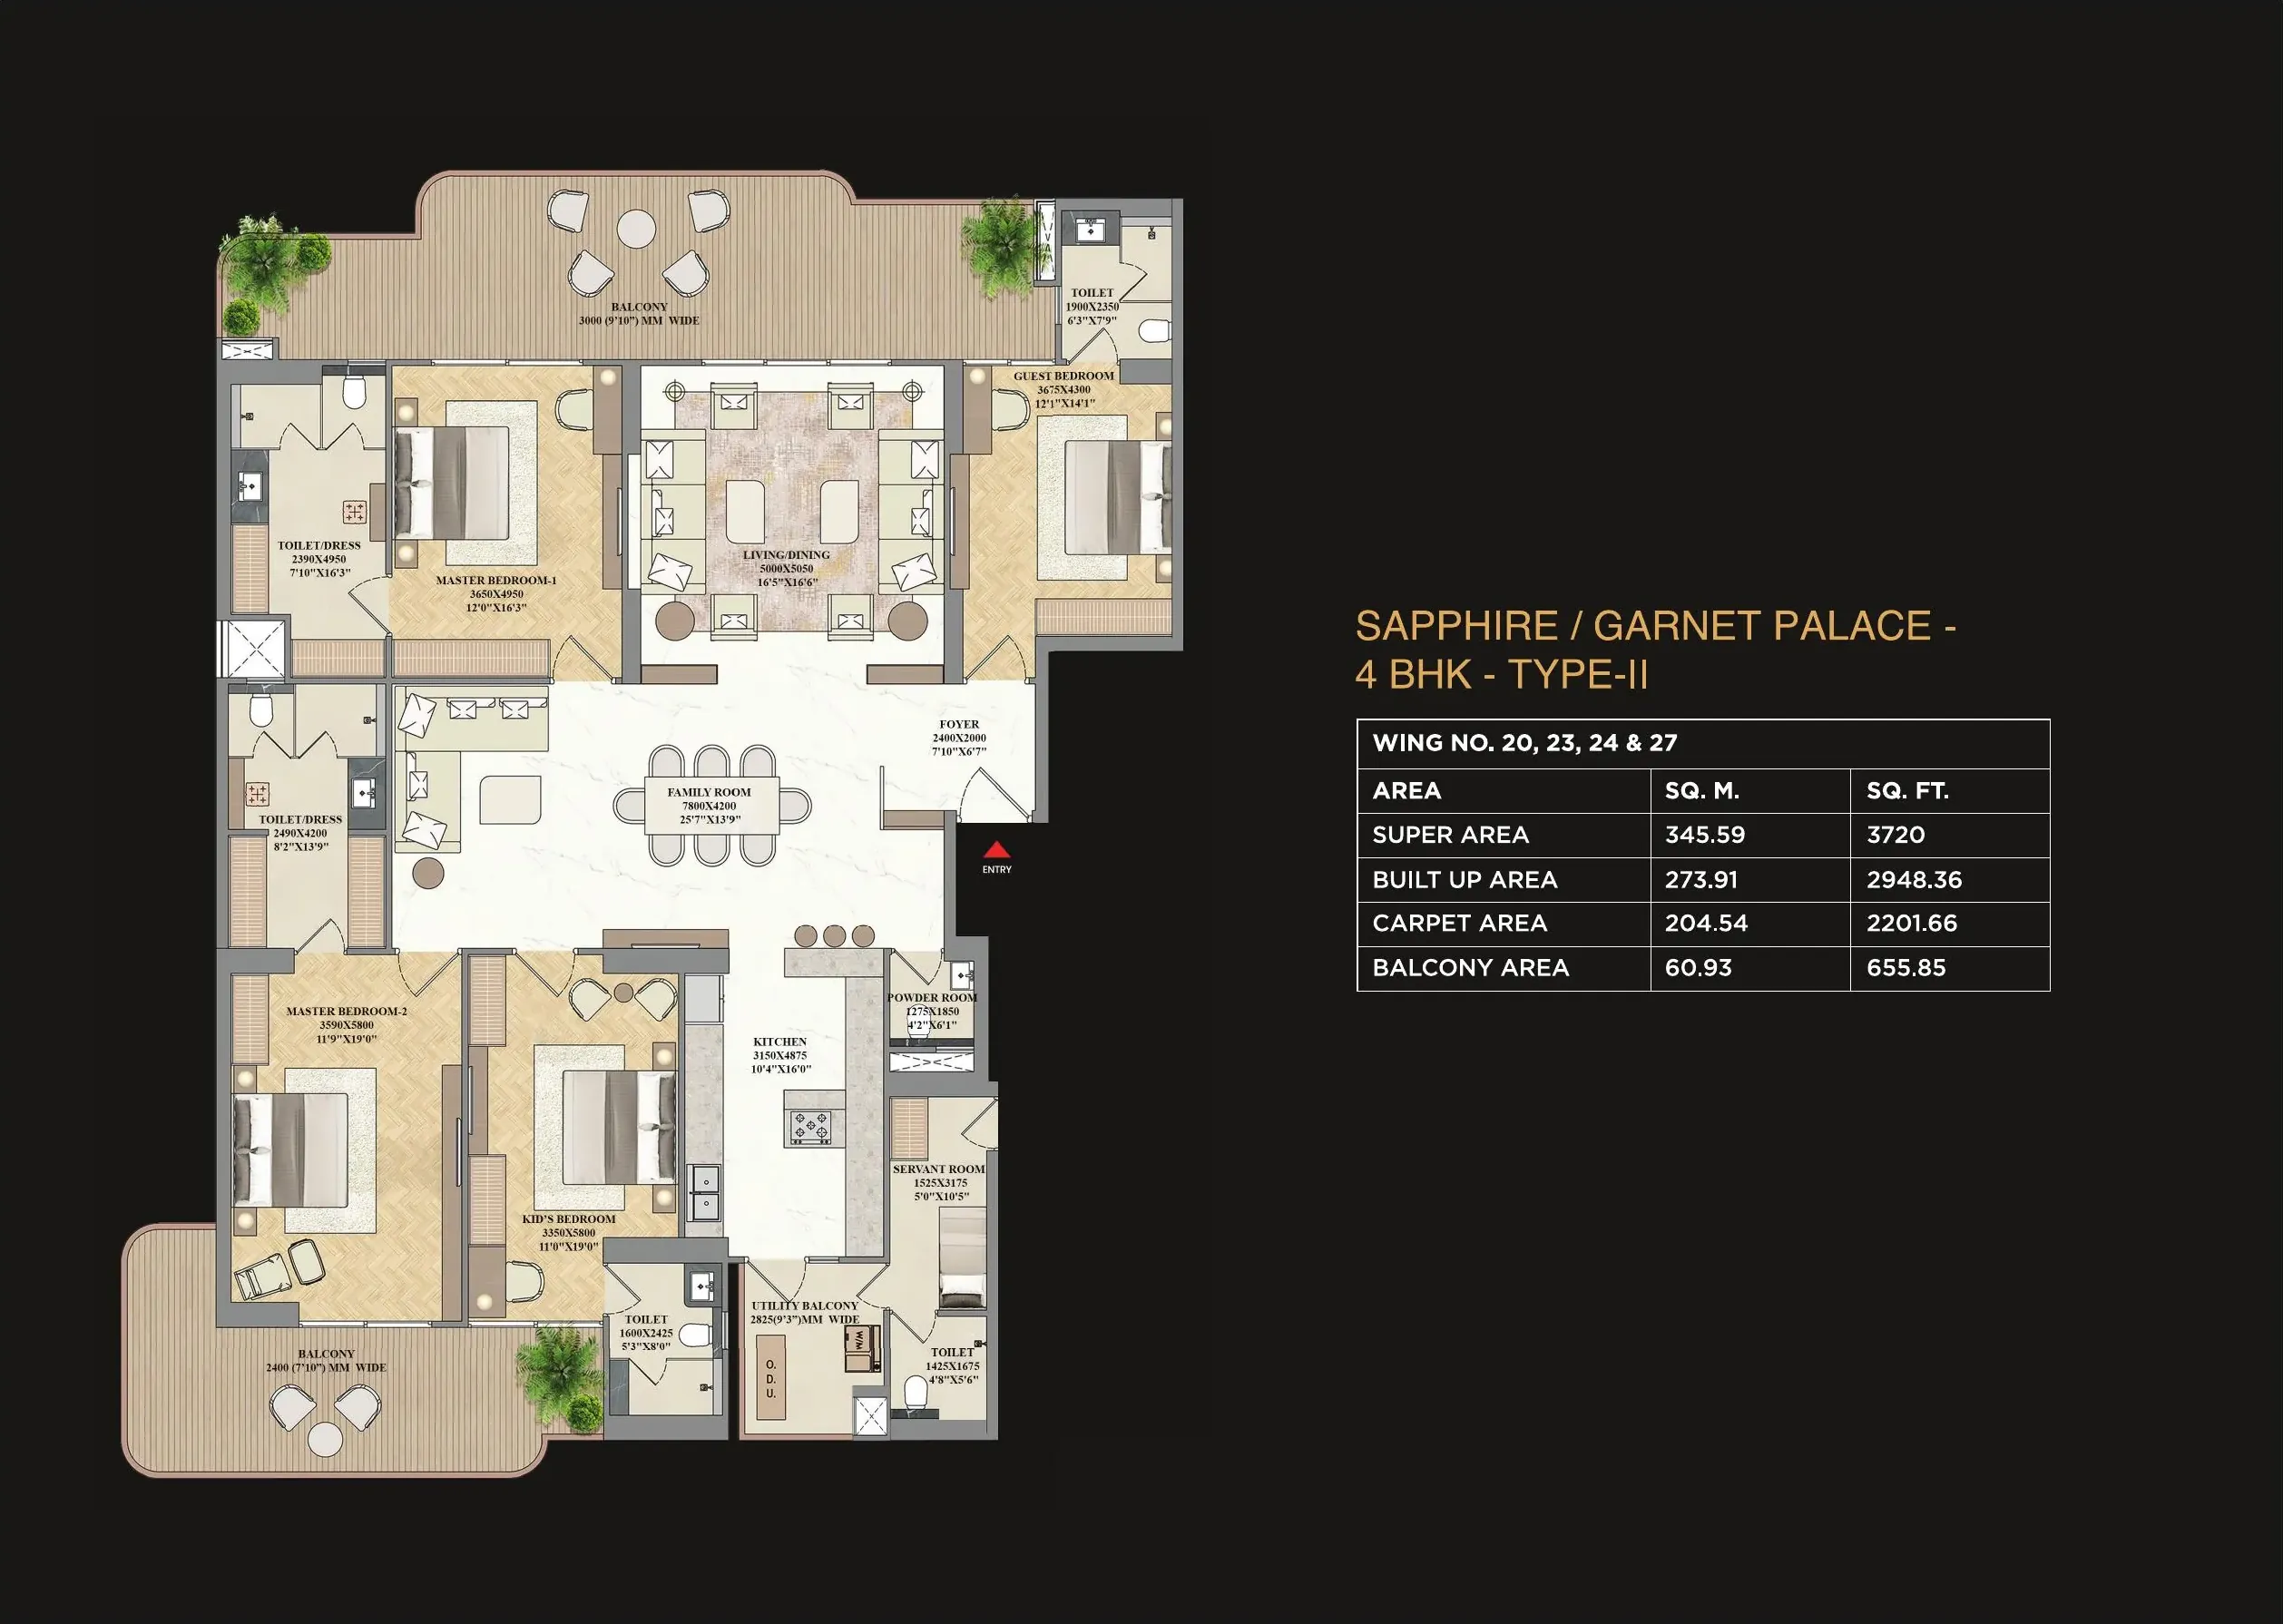 BALCONY
3000 (9'10") MM WIDE
TOILET
1900X2350
6'3"X7'9"
GUEST BEDROOM
3675X4300
12'1"X14'1"
TOILET/DRESS
2390X4950
7'10"X16'3"
MASTER BEDROOM-1
3650X4950
12'0"X16'3"
LIVING/DINING
5000X5050
16'5"X16'6"
FOYER
2400X2000
7'10"X6'7"
FAMILY ROOM
7800X4200
25'7"X13'9"
TOILET/DRESS
2490X4200
8'2"X13'9"
ENTRY
MASTER BEDROOM-2
3590X5800
11'9"X19'0"
POWDER ROOM
1275X1850
4'2"X6'1"
KITCHEN
3150X4875
10'4"X16'0"
SERVANT ROOM
1525X3175
5'0"X10'5"
KID'S BEDROOM
3350X5800
11'0"X19'0"
UTILITY BALCONY
2825(9'3")MM WIDE
W/M
O.
D.
U.
TOILET
1600X2425
5'3"X8'0"
TOILET
1425X1675
4'8"X5'6"
BALCONY
2400 (7'10") MM WIDE
SAPPHIRE / GARNET PALACE -
4 BHK - TYPE-II
WING NO. 20, 23, 24 & 27
AREA SQ. M. SQ. FT.
SUPER AREA 345.59 3720
BUILT UP AREA 273.91 2948.36
CARPET AREA 204.54 2201.66
BALCONY AREA 60.93 655.85